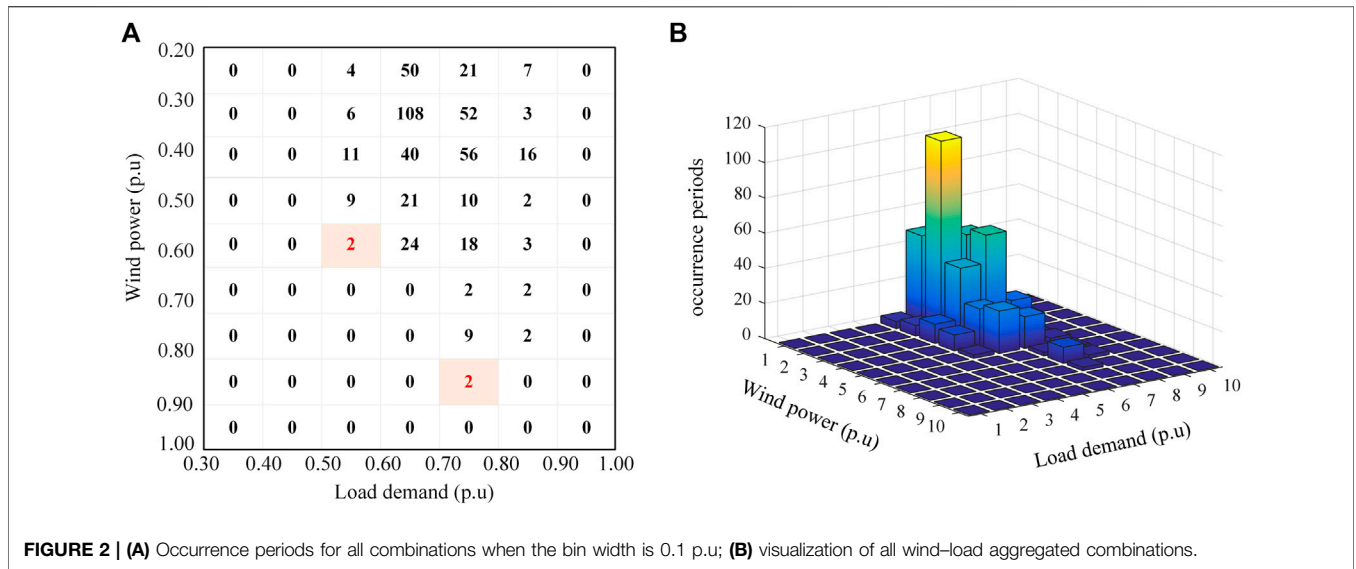 A
0.20
0 0 4 50 21 7 0
0.30
0 0 6 108 52 3 0
0.40
0 0 11 40 56 16 0
0.50
0 0 9 21 10 2 0
0.60
0 0 2 24 18 3 0
0.70
0 0 0 0 2 2 0
0 0 0 0 9 2 0
0.80
0 0 0 0 2 0 0
0.90
0 0 0 0 0 0 0
1.00
Wind power (p.u)
0.30 0.40 0.50 0.60 0.70 0.80 0.90 1.00
Load demand (p.u)
B
120
100
80
60
40
20
0
occurrence periods
1 2 3 4 5 6 7 8 9 10
Wind power (p.u)
1 2 3 4 5 6 7 8 9 10
Load demand (p.u)
FIGURE 2 | (A) Occurrence periods for all combinations when the bin width is 0.1 p.u; (B) visualization of all wind–load aggregated combinations.